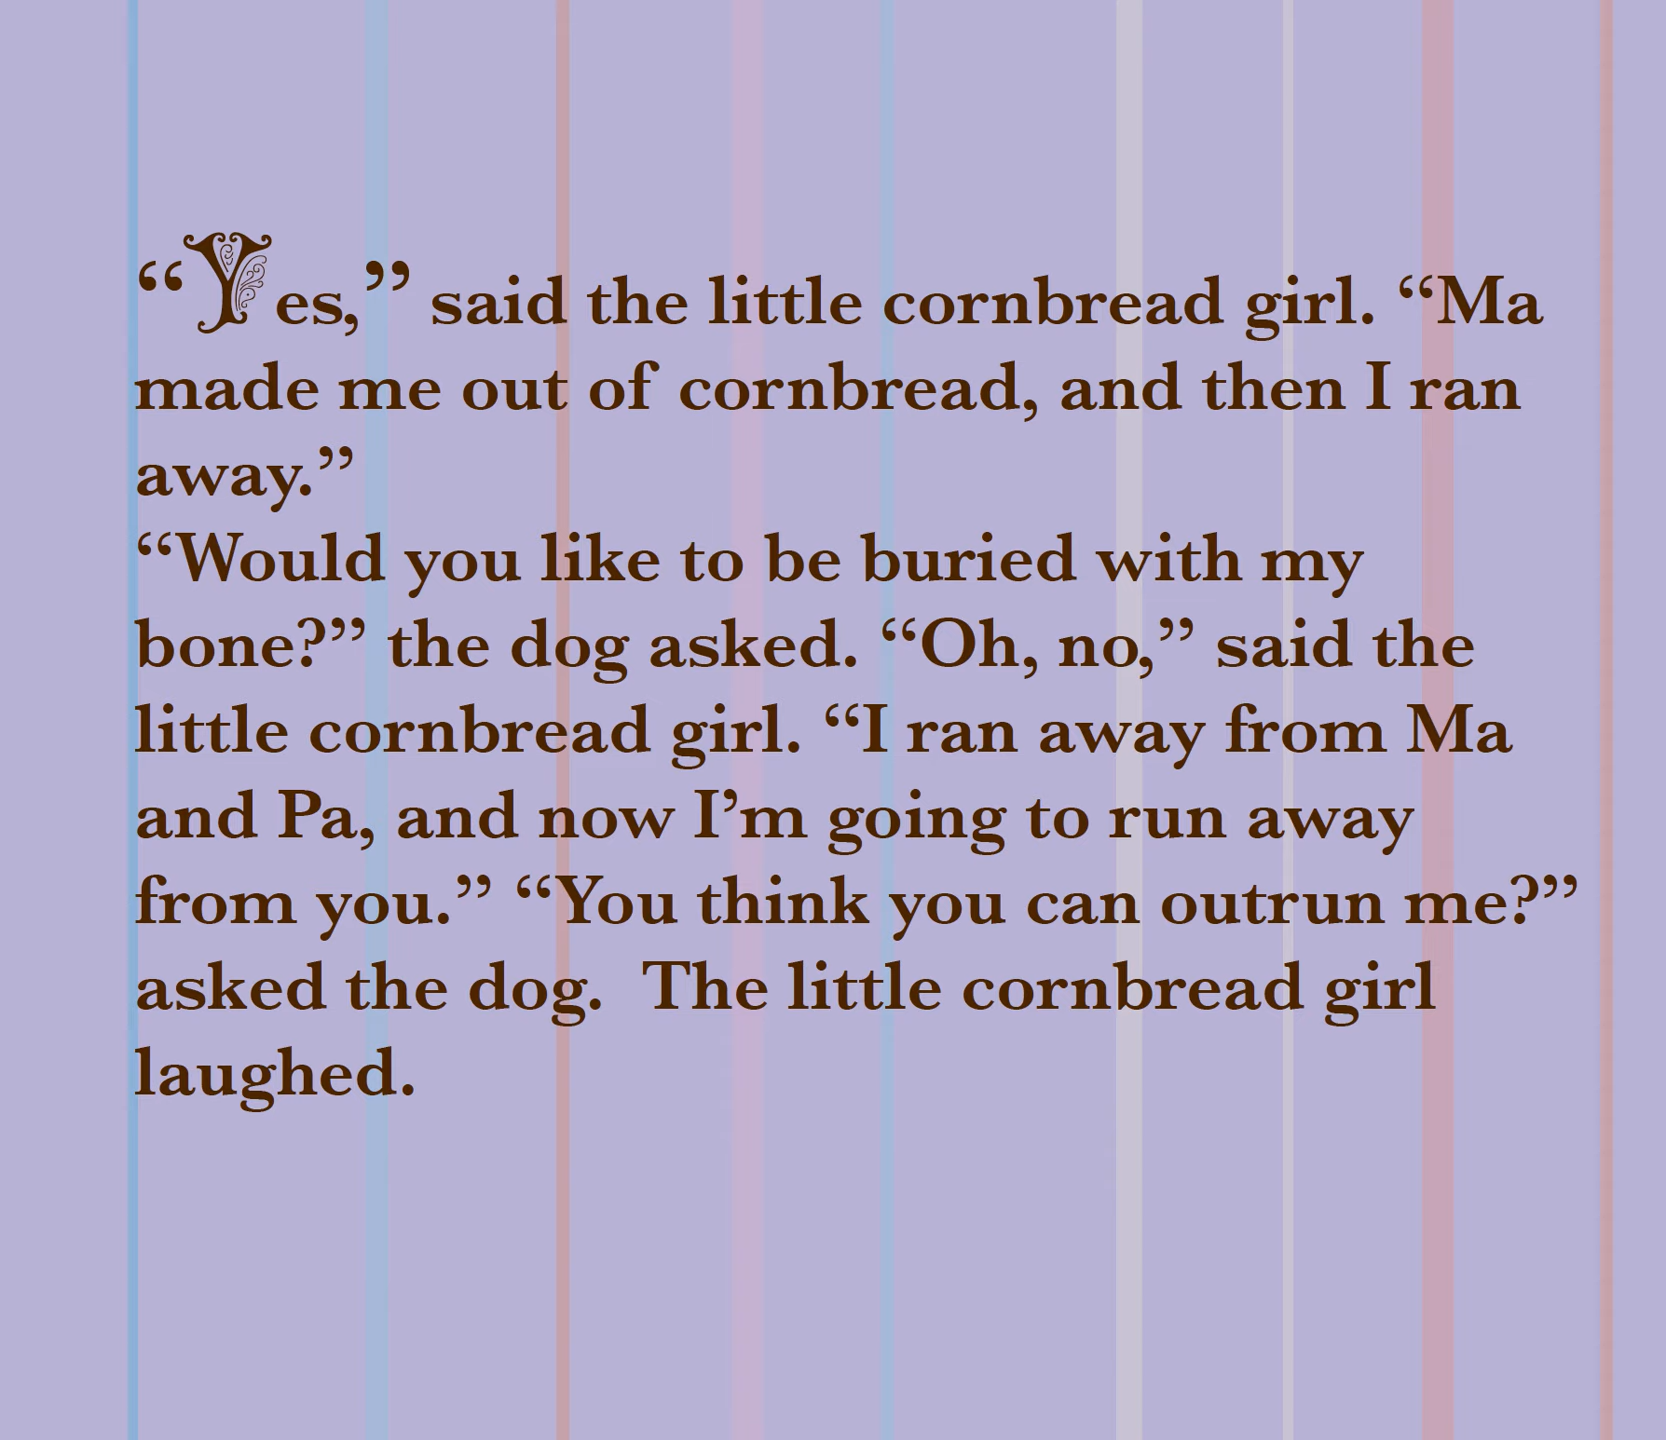 “Yes,” said the little cornbread girl. “Ma
made me out of cornbread, and then I ran
away.”
“Would you like to be buried with my
bone?” the dog asked. “Oh, no,” said the
little cornbread girl. “I ran away from Ma
and Pa, and now I’m going to run away
from you.” “You think you can outrun me?”
asked the dog.  The little cornbread girl
laughed.